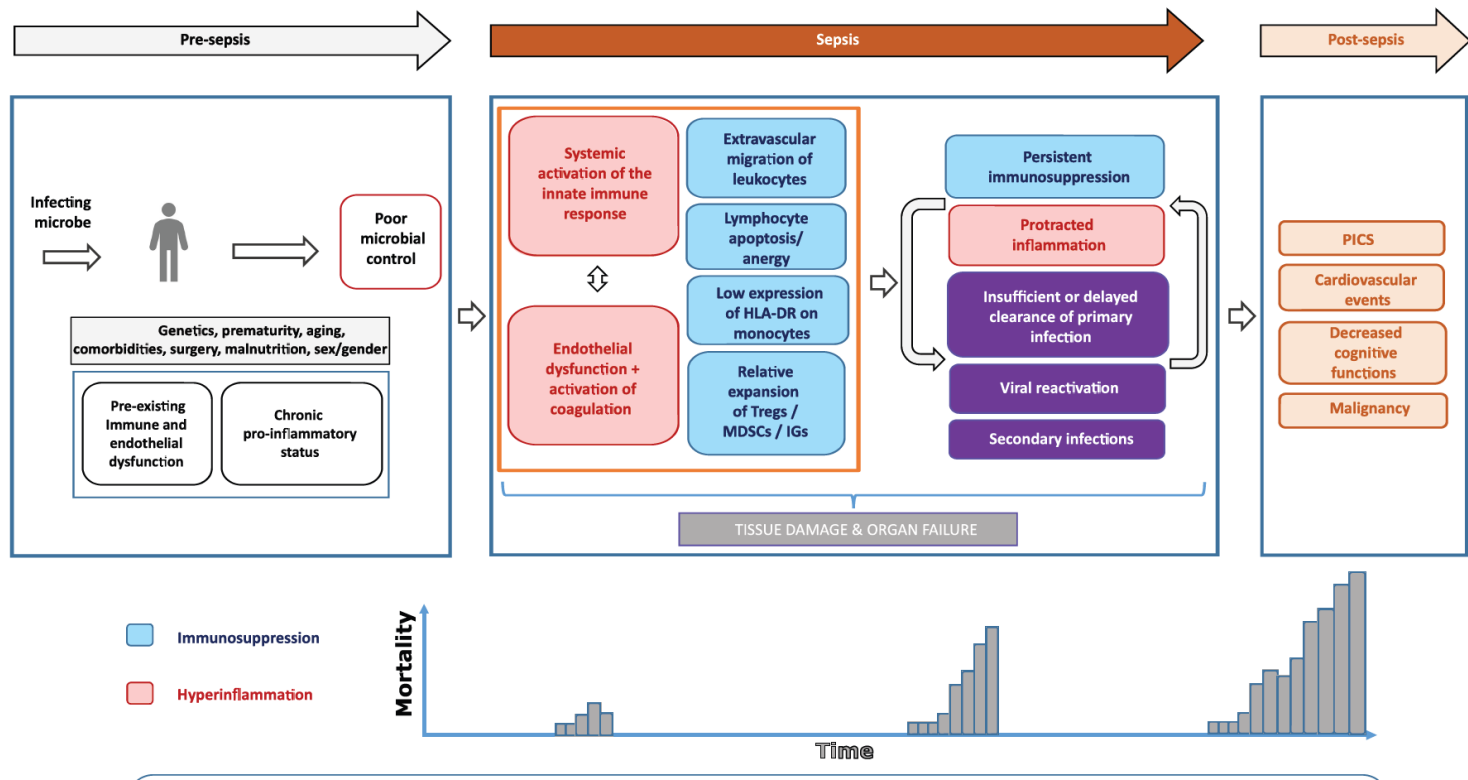 Pre-sepsis
Sepsis
Post-sepsis
Infecting
microbe
Poor
microbial
control
Genetics, prematurity, aging,
comorbidities, surgery, malnutrition, sex/gender
Pre-existing
Immune and
endothelial
dysfunction
Chronic
pro-inflammatory
status
Systemic
activation of the
innate immune
response
Endothelial
dysfunction +
activation of
coagulation
Extravascular
migration of
leukocytes
Lymphocyte
apoptosis/
anergy
Low expression
of HLA-DR on
monocytes
Relative
expansion
of Tregs /
MDSCs / IGs
Persistent
immunosuppression
Protracted
inflammation
Insufficient or delayed
clearance of primary
infection
Viral reactivation
Secondary infections
TISSUE DAMAGE & ORGAN FAILURE
PICS
Cardiovascular
events
Decreased
cognitive
functions
Malignancy
Immunosuppression
Hyperinflammation
Mortality
Time